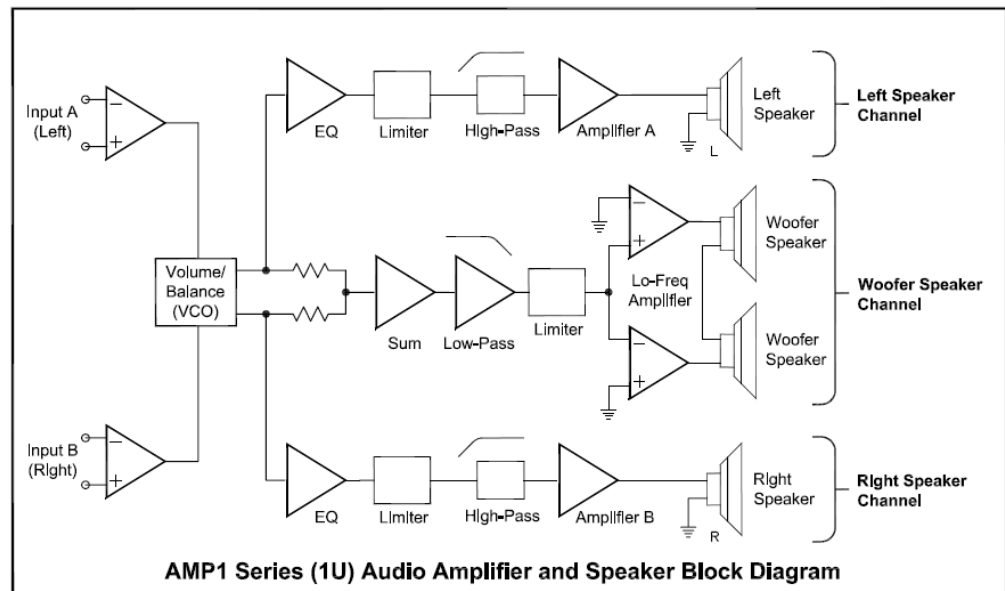 Input A
(Left)
−
+
EQ
Limiter
High-Pass
Amplifier A
L
Left
Speaker
Left Speaker
Channel
Volume/
Balance
(VCO)
Sum
Low-Pass
Limiter
−
+
Lo-Freq
Amplifier
−
+
Woofer
Speaker
Woofer
Speaker
Woofer Speaker
Channel
Input B
(Right)
−
+
EQ
Limiter
High-Pass
Amplifier B
R
Right
Speaker
Right Speaker
Channel
AMP1 Series (1U) Audio Amplifier and Speaker Block Diagram